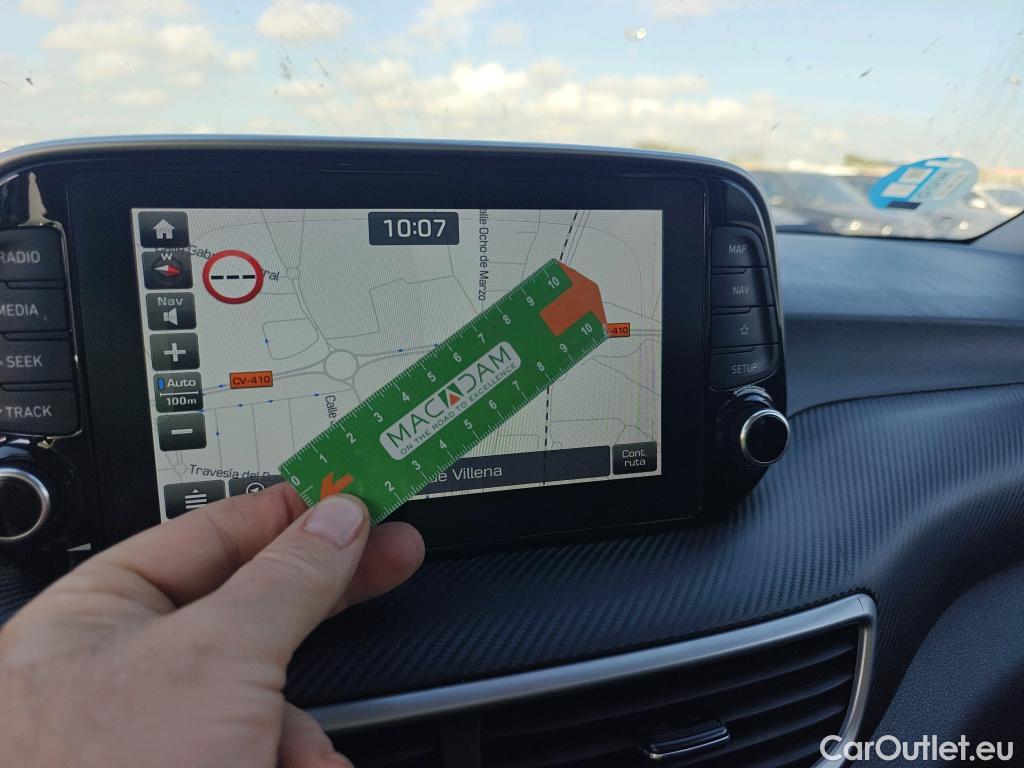 RADIO
MEDIA
SEEK
TRACK
W
Nav
Auto
100m
10:07
CV-410
-410
Calle
alle Ocho de Marzo
Travesía del
de Villena
Cont.
ruta
MAP
NAV
SETUP
0 1 2 3 4 5 6 7 8 9 10
MACADAM
ON THE ROAD TO EXCELLENCE
2 3 4 5 6 7 8 9 10
CarOutlet.eu